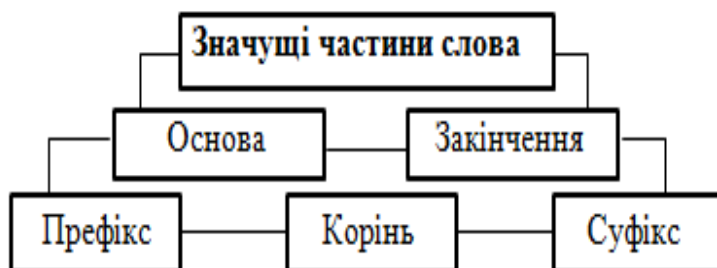 Значущі частини слова
Основа
Закінчення
Префікс
Корінь
Суфікс